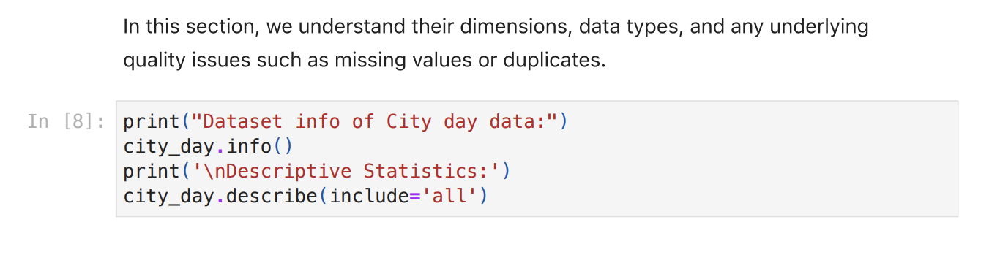 In this section, we understand their dimensions, data types, and any underlying
quality issues such as missing values or duplicates.
In [8]: print("Dataset info of City day data:")
city_day.info()
print('\nDescriptive Statistics:')
city_day.describe(include='all')